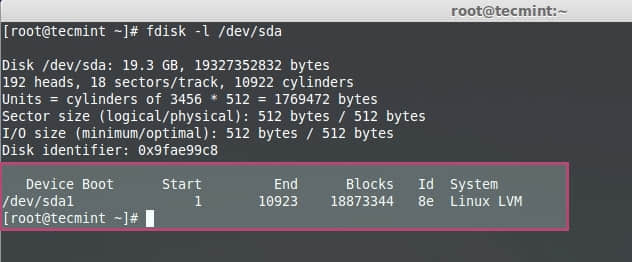 root@tecmint:~
[root@tecmint ~]# fdisk -l /dev/sda
Disk /dev/sda: 19.3 GB, 19327352832 bytes
192 heads, 18 sectors/track, 10922 cylinders
Units = cylinders of 3456 * 512 = 1769472 bytes
Sector size (logical/physical): 512 bytes / 512 bytes
I/O size (minimum/optimal): 512 bytes / 512 bytes
Disk identifier: 0x9fae99c8
Device Boot Start End Blocks Id System
/dev/sda1 1 10923 18873344 8e Linux LVM
[root@tecmint ~]#